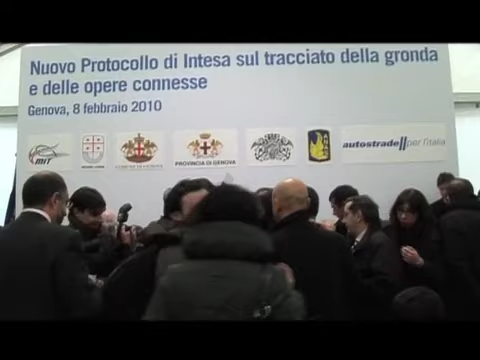 Nuovo Protocollo di Intesa sul tracciato della gronda
e delle opere connesse
Genova, 8 febbraio 2010
MIT
PROVINCIA DI GENOVA
autostrade per l'italia